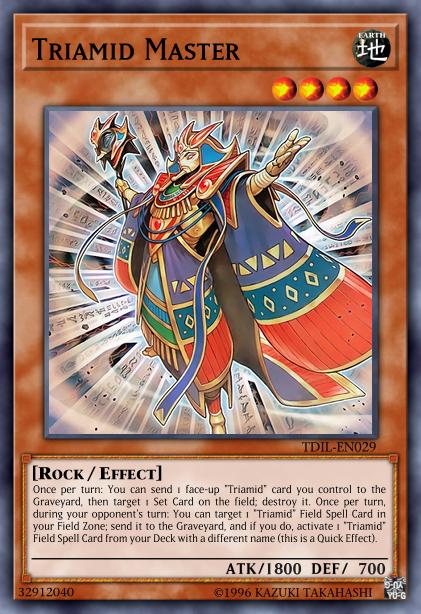 Triamid Master
EARTH
地
TDIL-EN029
[Rock / Effect]
Once per turn: You can send 1 face-up "Triamid" card you control to the
Graveyard, then target 1 Set Card on the field; destroy it. Once per turn,
during your opponent's turn: You can target 1 "Triamid" Field Spell Card in
your Field Zone; send it to the Graveyard, and if you do, activate 1 "Triamid"
Field Spell Card from your Deck with a different name (this is a Quick Effect).
ATK/1800 DEF/ 700
32912040
©1996 KAZUKI TAKAHASHI